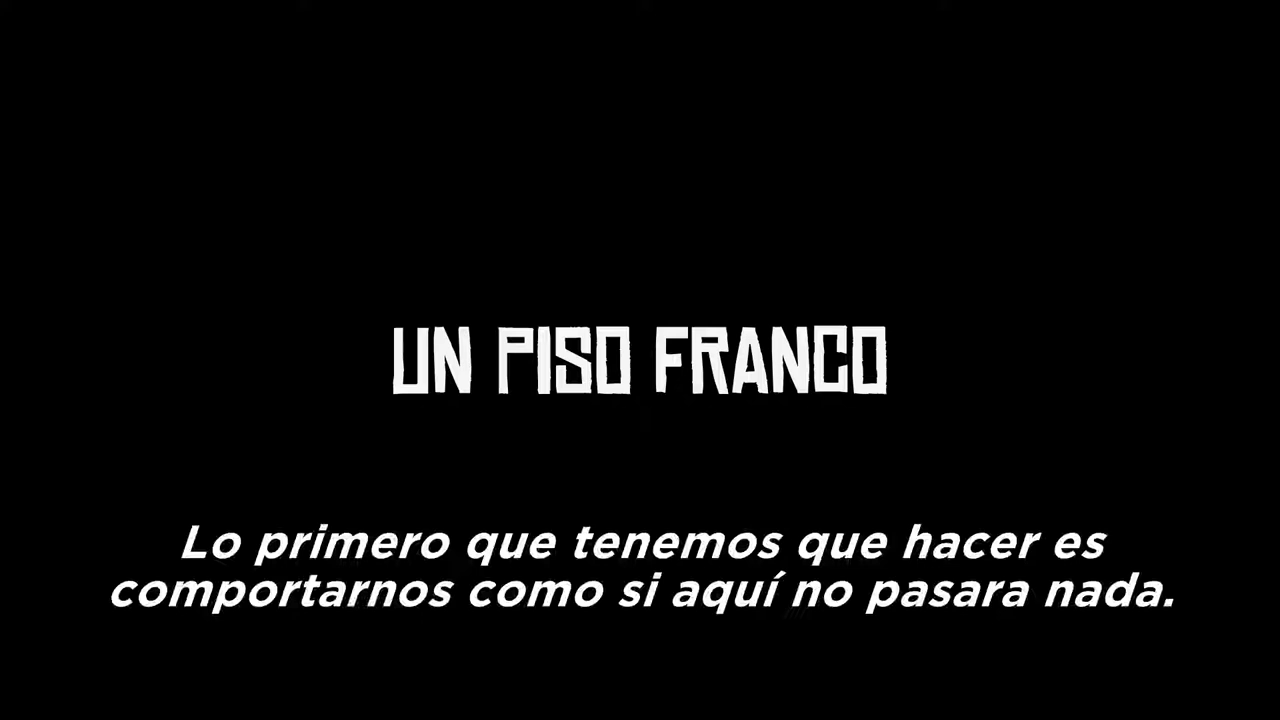 UN PISO FRANCO
Lo primero que tenemos que hacer es
comportarnos como si aquí no pasara nada.